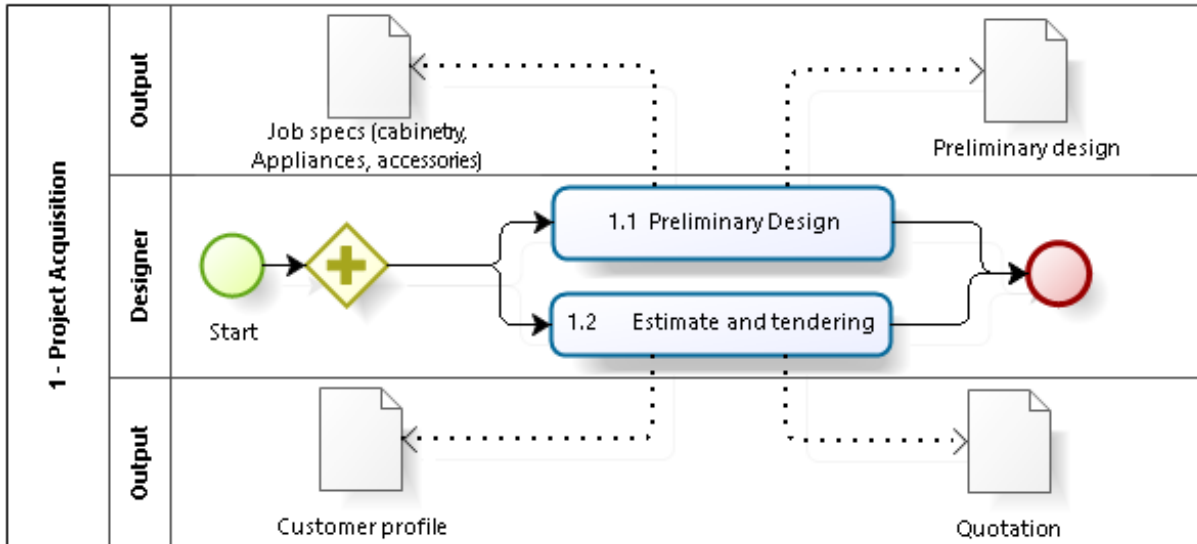 1 - Project Acquisition
Output
Job specs (cabinetry,
Appliances, accessories)
Preliminary design
Designer
Start
1.1 Preliminary Design
1.2 Estimate and tendering
Output
Customer profile
Quotation